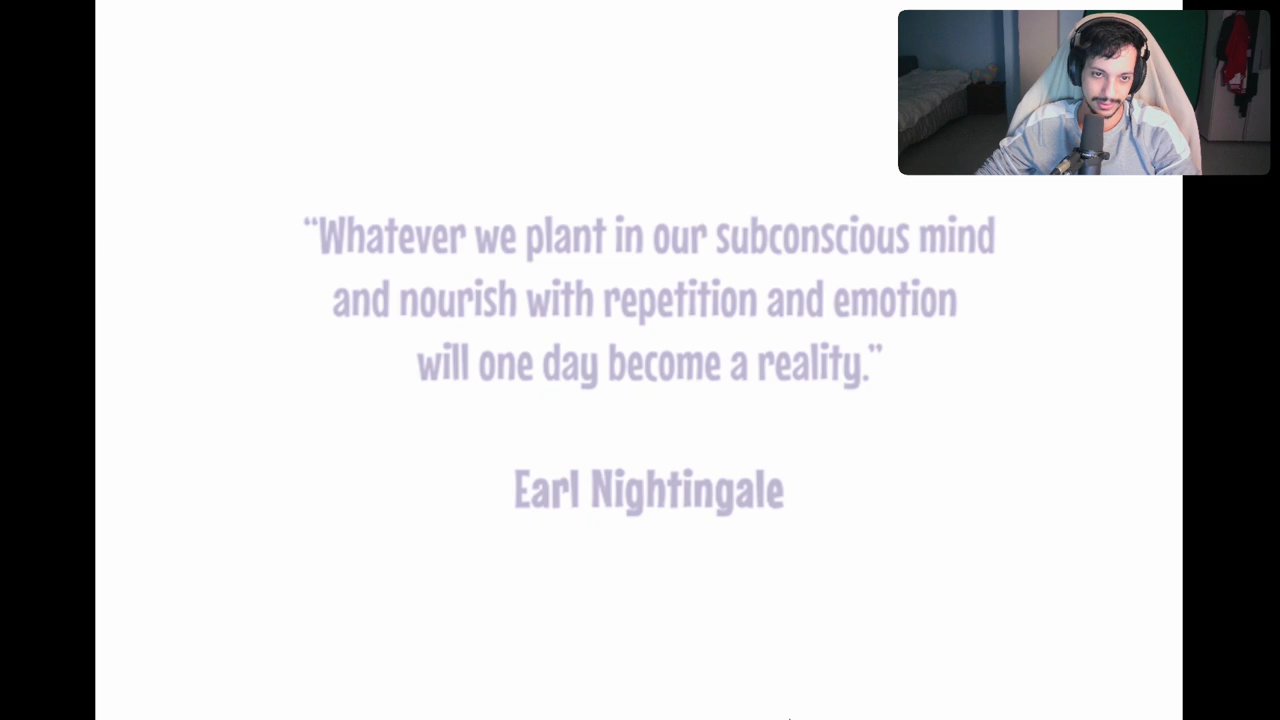 “Whatever we plant in our subconscious mind
and nourish with repetition and emotion
will one day become a reality.”
Earl Nightingale